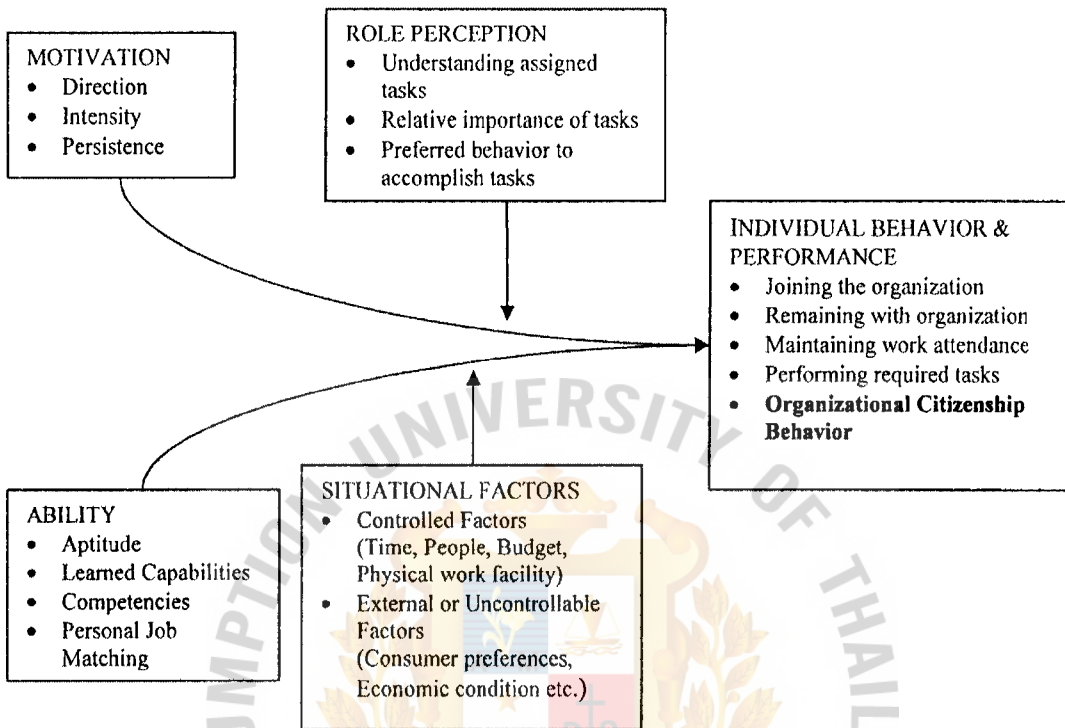 MOTIVATION
• Direction
• Intensity
• Persistence
ROLE PERCEPTION
• Understanding assigned
tasks
• Relative importance of tasks
• Preferred behavior to
accomplish tasks
INDIVIDUAL BEHAVIOR &
PERFORMANCE
• Joining the organization
• Remaining with organization
• Maintaining work attendance
• Performing required tasks
• Organizational Citizenship
Behavior
ABILITY
• Aptitude
• Learned Capabilities
• Competencies
• Personal Job
Matching
SITUATIONAL FACTORS
• Controlled Factors
(Time, People, Budget,
Physical work facility)
• External or Uncontrollable
Factors
(Consumer preferences,
Economic condition etc.)
UMPTION UNIVERSITY OF THAIL